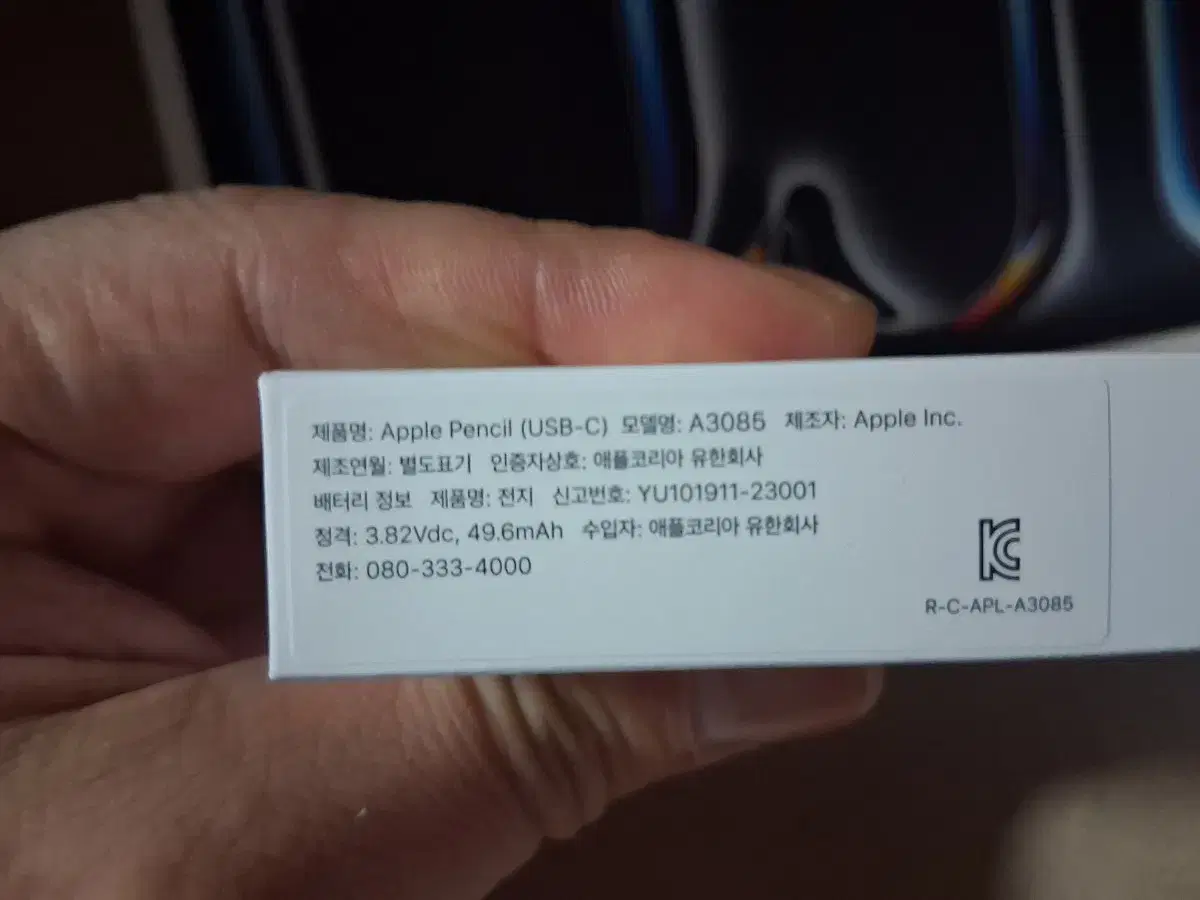 제품명: Apple Pencil (USB-C) 모델명: A3085 제조자: Apple Inc.
제조연월: 별도표기 인증자상호: 애플코리아 유한회사
배터리 정보 제품명: 전지 신고번호: YU101911-23001
정격: 3.82Vdc, 49.6mAh 수입자: 애플코리아 유한회사
전화: 080-333-4000
KC
R-C-APL-A3085